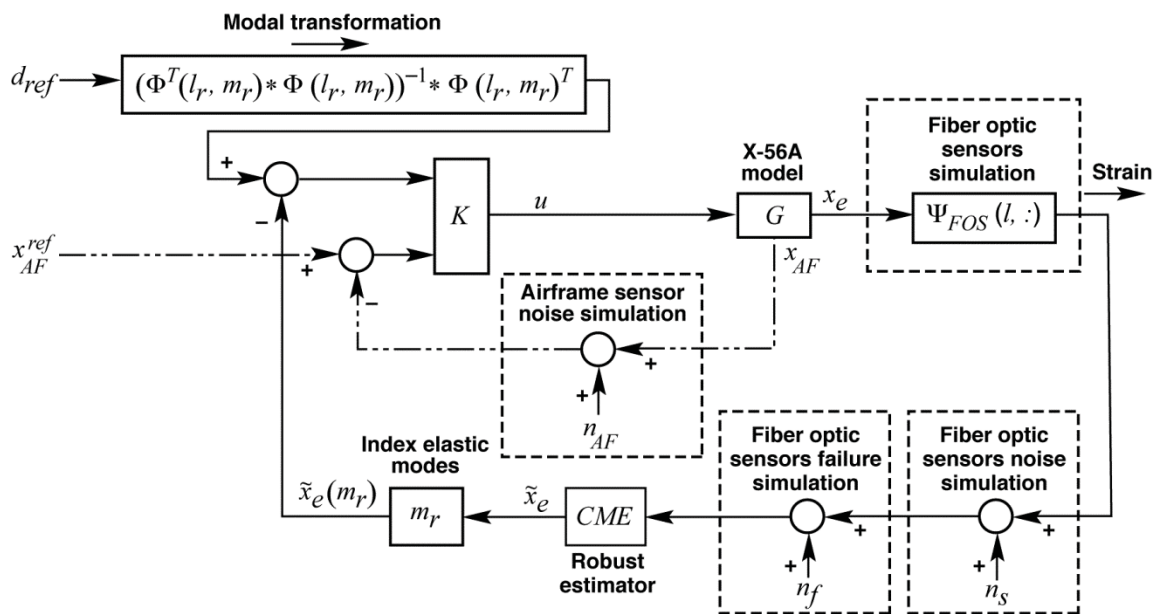 Modal transformation
d_ref
(Φ^T(l_r, m_r)* Φ (l_r, m_r))^−1* Φ (l_r, m_r)^T
Fiber optic
sensors
simulation
Strain
X-56A
model
+
−
K
u
G
x_e
Ψ_FOS (l, :)
x_AF^ref
+
−
x_AF
Airframe sensor
noise simulation
+
+
n_AF
Index elastic
modes
Fiber optic
sensors failure
simulation
Fiber optic
sensors noise
simulation
x̃_e(m_r)
m_r
x̃_e
CME
+
+
Robust
estimator
+
n_f
+
n_s